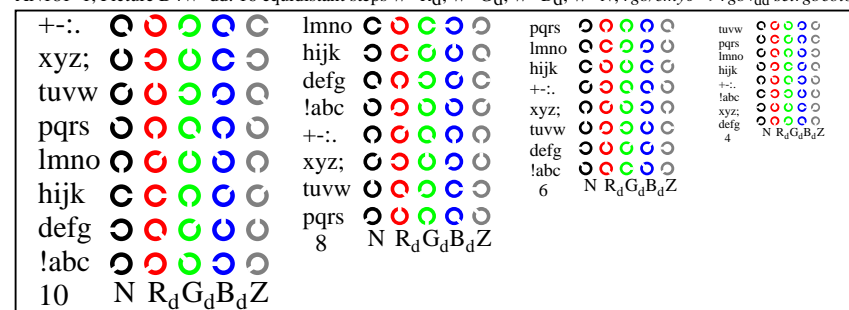 +-:.
xyz;
tuvw
pqrs
lmno
hijk
defg
!abc
10 N RdGdBdZ
lmno
hijk
defg
!abc
+-:.
xyz;
tuvw
pqrs
8 N RdGdBdZ
pqrs
lmno
hijk
+-:.
xyz;
tuvw
defg
!abc
6 N RdGdBdZ
tuvw
pqrs
lmno
hijk
+-:.
!abc
xyz;
defg
4 N RdGdBdZ